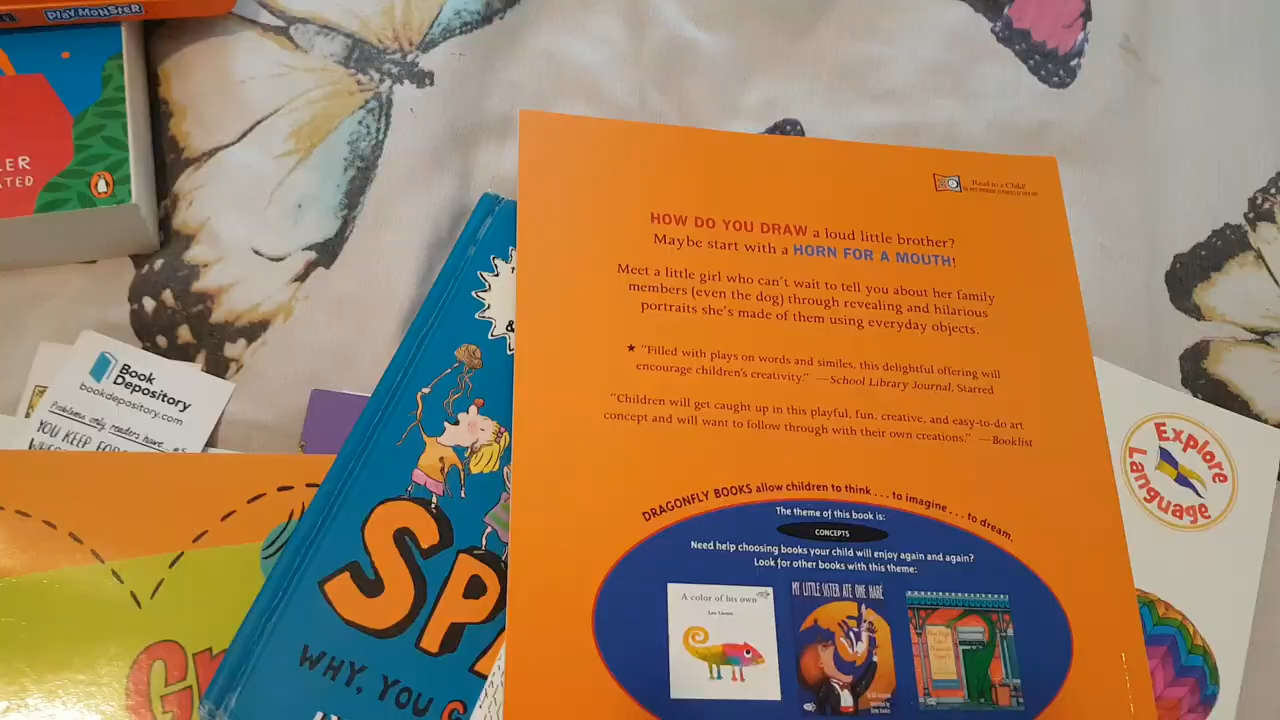 PLAY MONSTER
LER
ATED
Book
Depository
bookdepository.com
Problems only readers have
YOU KEEP
&
SP
WHY, YOU C
Gr
Read to a Child!
HOW DO YOU DRAW a loud little brother?
Maybe start with a HORN FOR A MOUTH!
Meet a little girl who can't wait to tell you about her family
members (even the dog) through revealing and hilarious
portraits she's made of them using everyday objects.
★ "Filled with plays on words and similes, this delightful offering will
encourage children's creativity." —School Library Journal, Starred
"Children will get caught up in this playful, fun, creative, and easy-to-do art
concept and will want to follow through with their own creations." —Booklist
DRAGONFLY BOOKS allow children to think . . . to imagine . . . to dream.
The theme of this book is:
CONCEPTS
Need help choosing books your child will enjoy again and again?
Look for other books with this theme:
A color of his own
Leo Lionni
MY LITTLE SISTER ATE ONE HARE
Explore
Language